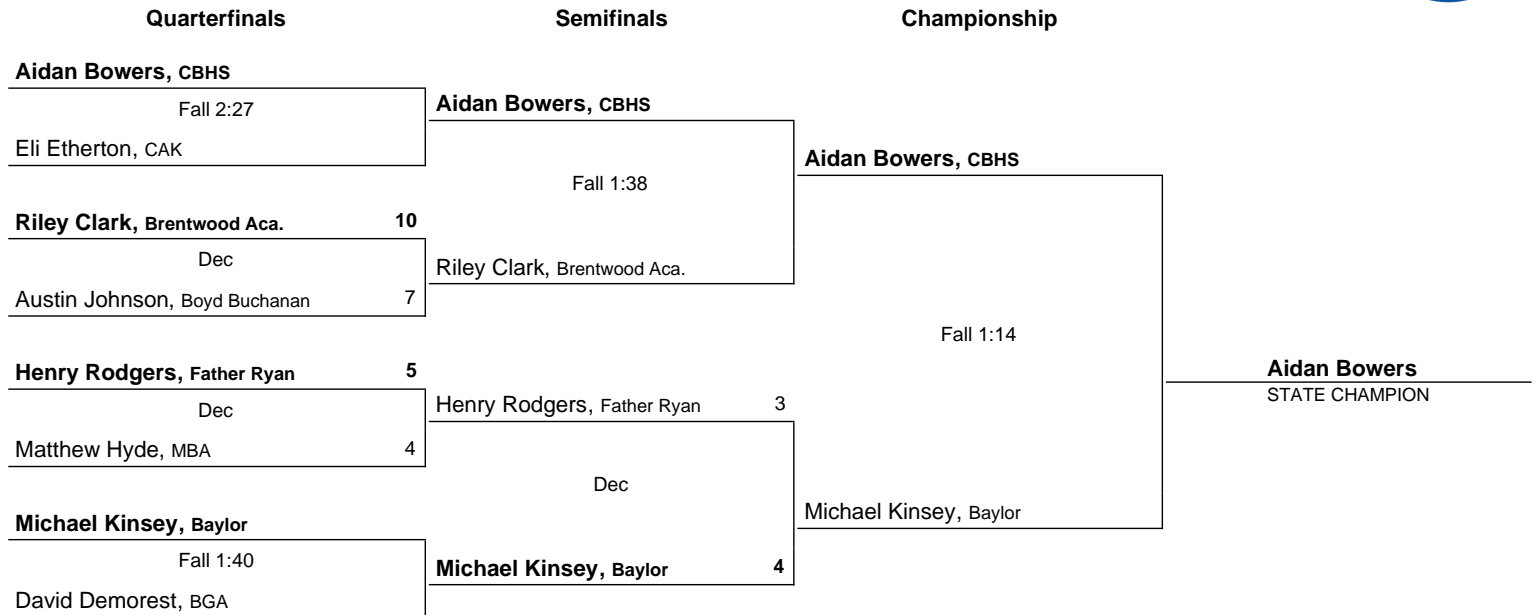 Quarterfinals Semifinals Championship
Aidan Bowers, CBHS
Fall 2:27
Eli Etherton, CAK
Riley Clark, Brentwood Aca. 10
Dec
Austin Johnson, Boyd Buchanan 7
Henry Rodgers, Father Ryan 5
Dec
Matthew Hyde, MBA 4
Michael Kinsey, Baylor
Fall 1:40
David Demorest, BGA
Aidan Bowers, CBHS
Fall 1:38
Riley Clark, Brentwood Aca.
Henry Rodgers, Father Ryan 3
Dec
Michael Kinsey, Baylor 4
Aidan Bowers, CBHS
Fall 1:14
Michael Kinsey, Baylor
Aidan Bowers
STATE CHAMPION